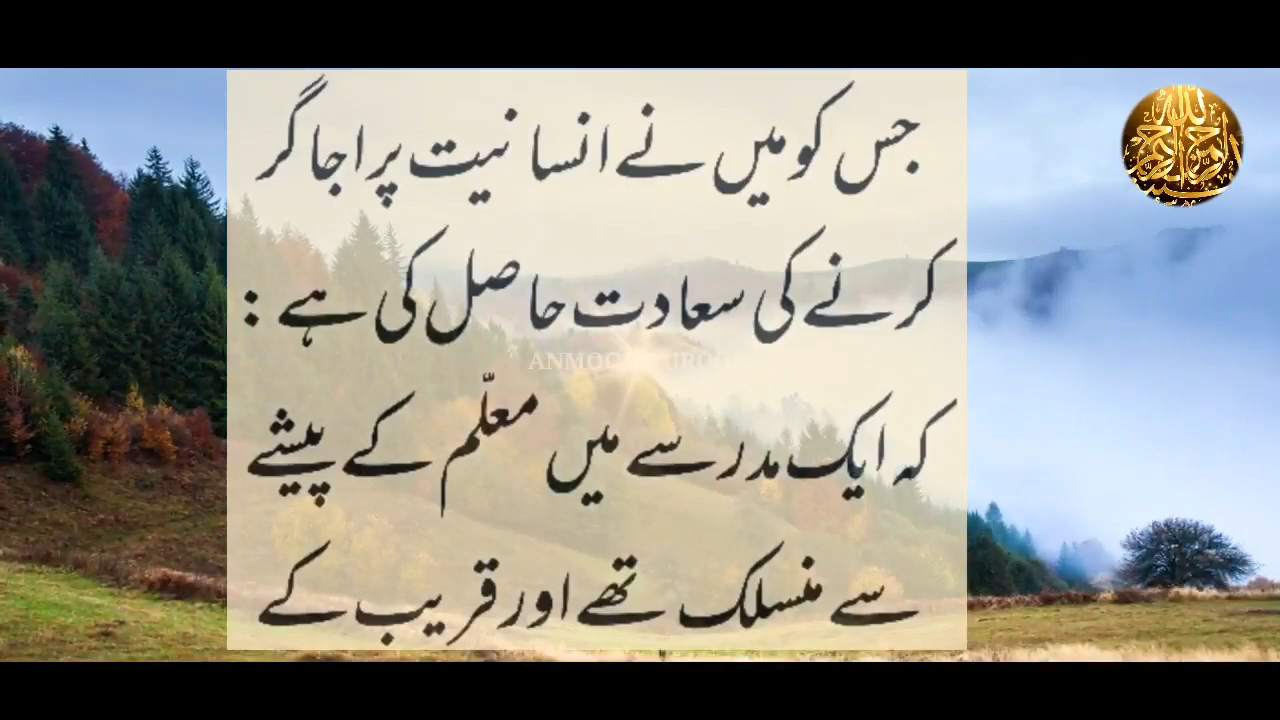 جس کو میں نے انسانیت پر اجاگر
کرنے کی سعادت حاصل کی ہے :
کہ ایک مدرسے میں معلّم کے پیشے
سے منسلک تھے اور قریب کے